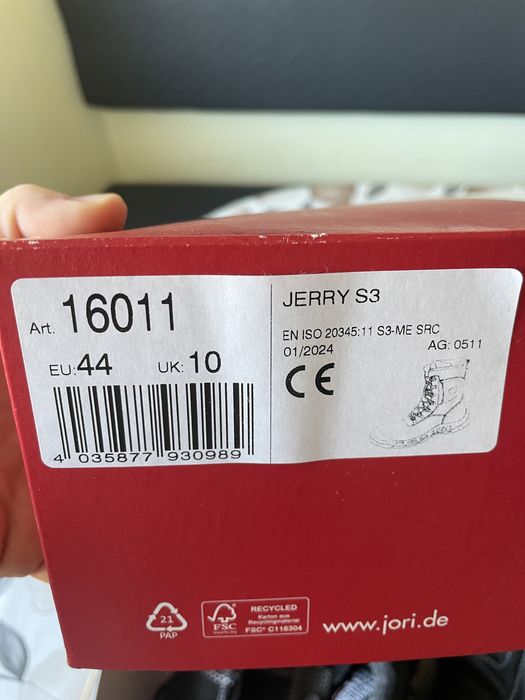 Art. 16011
EU: 44 UK: 10
4 035877 930989
JERRY S3
EN ISO 20345:11 S3-ME SRC
01/2024 AG: 0511
CE
21
PAP
FSC
RECYCLED
Karton aus
Recyclingmaterial
FSC® C116304
www.jori.de